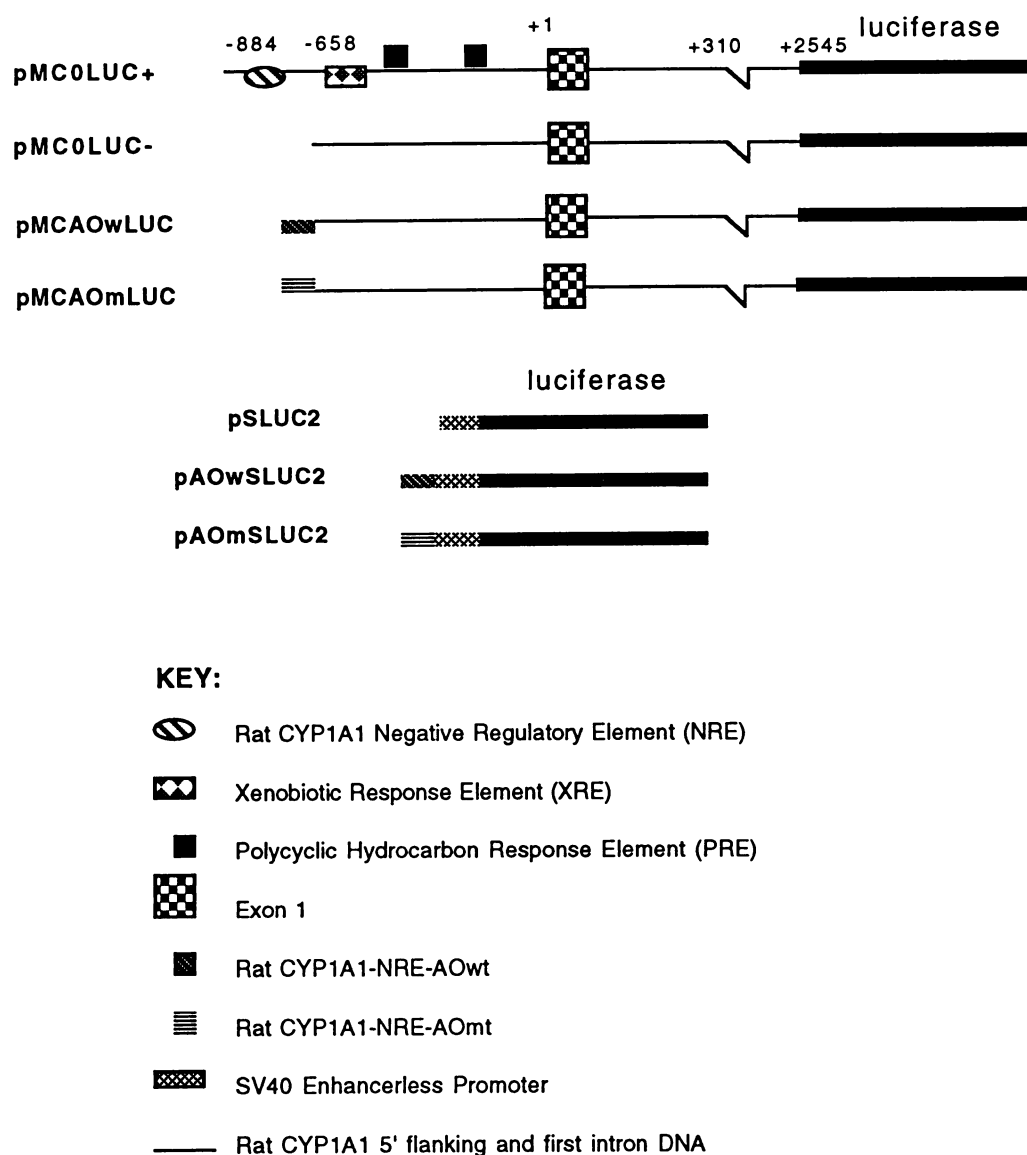 luciferase
+1
-884 -658 +310 +2545
pMC0LUC+
pMC0LUC-
pMCAOwLUC
pMCAOmLUC
luciferase
pSLUC2
pAOwSLUC2
pAOmSLUC2
KEY:
Rat CYP1A1 Negative Regulatory Element (NRE)
Xenobiotic Response Element (XRE)
Polycyclic Hydrocarbon Response Element (PRE)
Exon 1
Rat CYP1A1-NRE-AOwt
Rat CYP1A1-NRE-AOmt
SV40 Enhancerless Promoter
Rat CYP1A1 5' flanking and first intron DNA